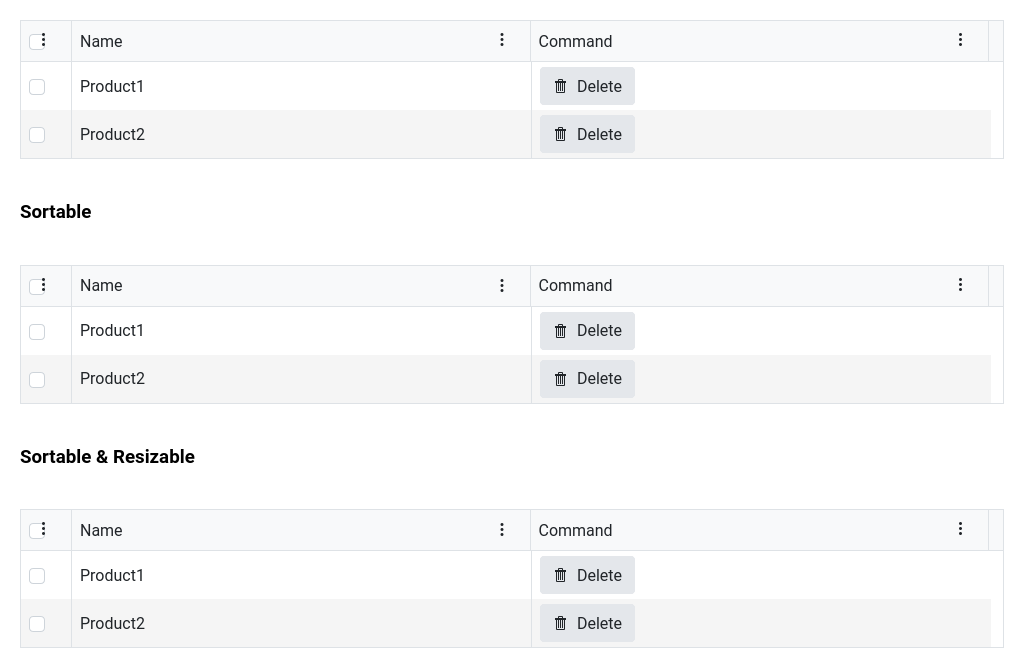 Name Command
Product1 Delete
Product2 Delete
Sortable
Name Command
Product1 Delete
Product2 Delete
Sortable & Resizable
Name Command
Product1 Delete
Product2 Delete